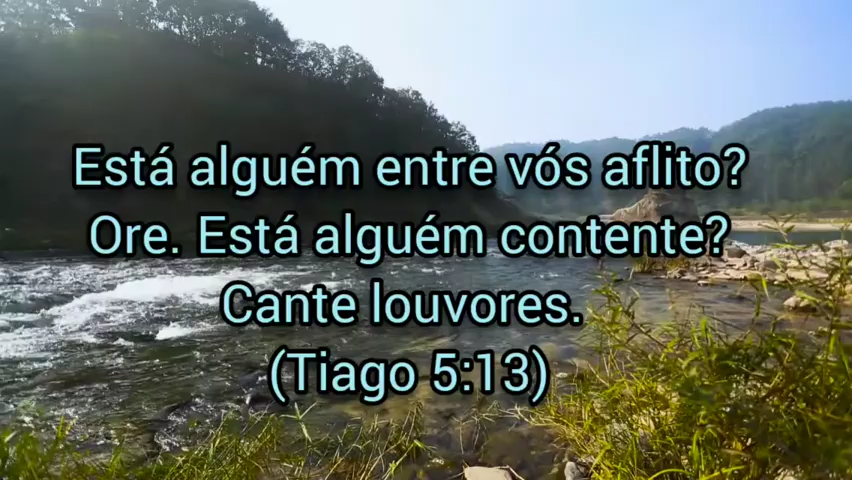 Está alguém entre vós aflito?
Ore. Está alguém contente?
Cante louvores.
(Tiago 5:13)